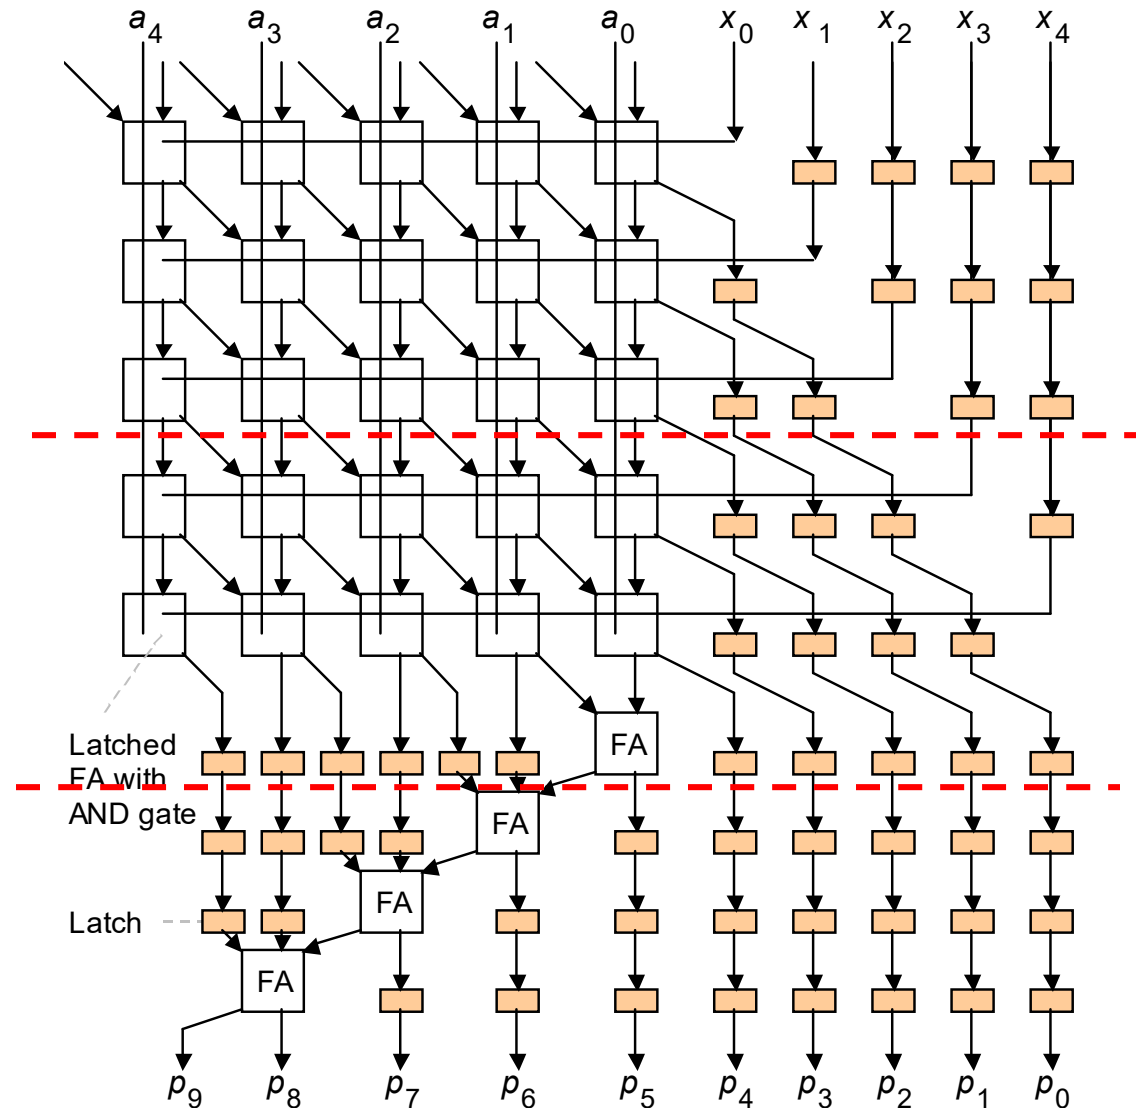 a4 a3 a2 a1 a0 x0 x1 x2 x3 x4
FA
Latched
FA with
AND gate
FA
FA
Latch
FA
p9 p8 p7 p6 p5 p4 p3 p2 p1 p0